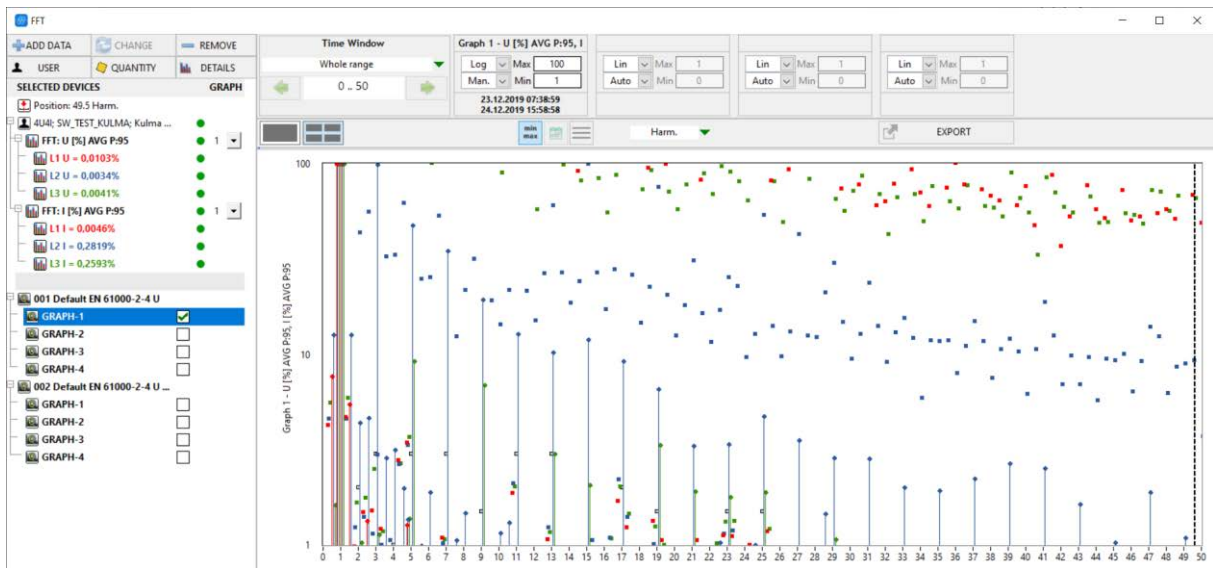 FFT
ADD DATA CHANGE REMOVE
USER QUANTITY DETAILS
SELECTED DEVICES GRAPH
Position: 49.5 Harm.
4U4I; SW_TEST_KULMA; Kulma ...
FFT: U [%] AVG P:95 1
L1 U = 0,0103%
L2 U = 0,0034%
L3 U = 0,0041%
FFT: I [%] AVG P:95 1
L1 I = 0,0046%
L2 I = 0,2819%
L3 I = 0,2593%
001 Default EN 61000-2-4 U
GRAPH-1
GRAPH-2
GRAPH-3
GRAPH-4
002 Default EN 61000-2-4 U ...
GRAPH-1
GRAPH-2
GRAPH-3
GRAPH-4
Time Window
Whole range
0 .. 50
Graph 1 - U [%] AVG P:95, I
Log Max 100
Man. Min 1
23.12.2019 07:38:59
24.12.2019 15:58:58
Lin Max 1
Auto Min 0
Lin Max 1
Auto Min 0
Lin Max 1
Auto Min 0
min
max
Harm.
EXPORT
Graph 1 - U [%] AVG P:95, I [%] AVG P:95
100
10
1
0 1 2 3 4 5 6 7 8 9 10 11 12 13 14 15 16 17 18 19 20 21 22 23 24 25 26 27 28 29 30 31 32 33 34 35 36 37 38 39 40 41 42 43 44 45 46 47 48 49 50